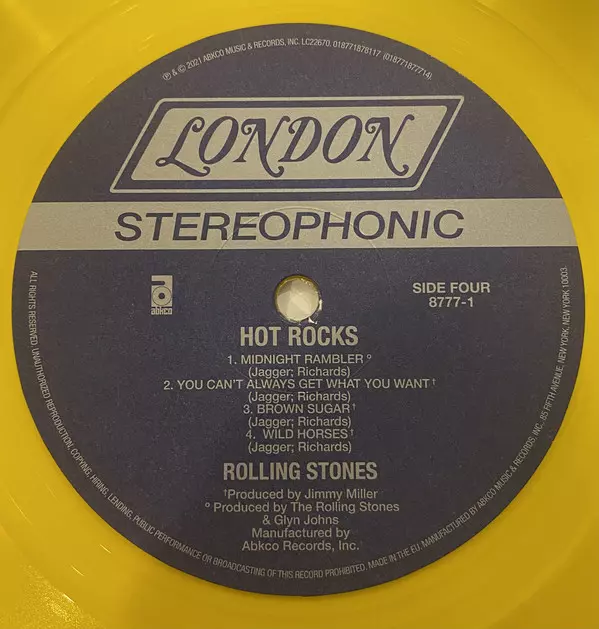 ℗ & © 2021 ABKCO MUSIC & RECORDS, INC. LC22670. 018771878117 (018771877714)
LONDON
STEREOPHONIC
abkco
SIDE FOUR
8777-1
HOT ROCKS
1. MIDNIGHT RAMBLER º
(Jagger; Richards)
2. YOU CAN'T ALWAYS GET WHAT YOU WANT †
(Jagger; Richards)
3. BROWN SUGAR †
(Jagger; Richards)
4. WILD HORSES †
(Jagger; Richards)
ROLLING STONES
†Produced by Jimmy Miller
º Produced by The Rolling Stones
& Glyn Johns
Manufactured by
Abkco Records, Inc.
ALL RIGHTS RESERVED. UNAUTHORIZED REPRODUCTION, COPYING, HIRING, LENDING, PUBLIC PERFORMANCE OR BROADCASTING OF THIS RECORD PROHIBITED. MADE IN THE EU. MANUFACTURED BY ABKCO MUSIC & RECORDS, INC., 85 FIFTH AVENUE, NEW YORK, NEW YORK 10003.